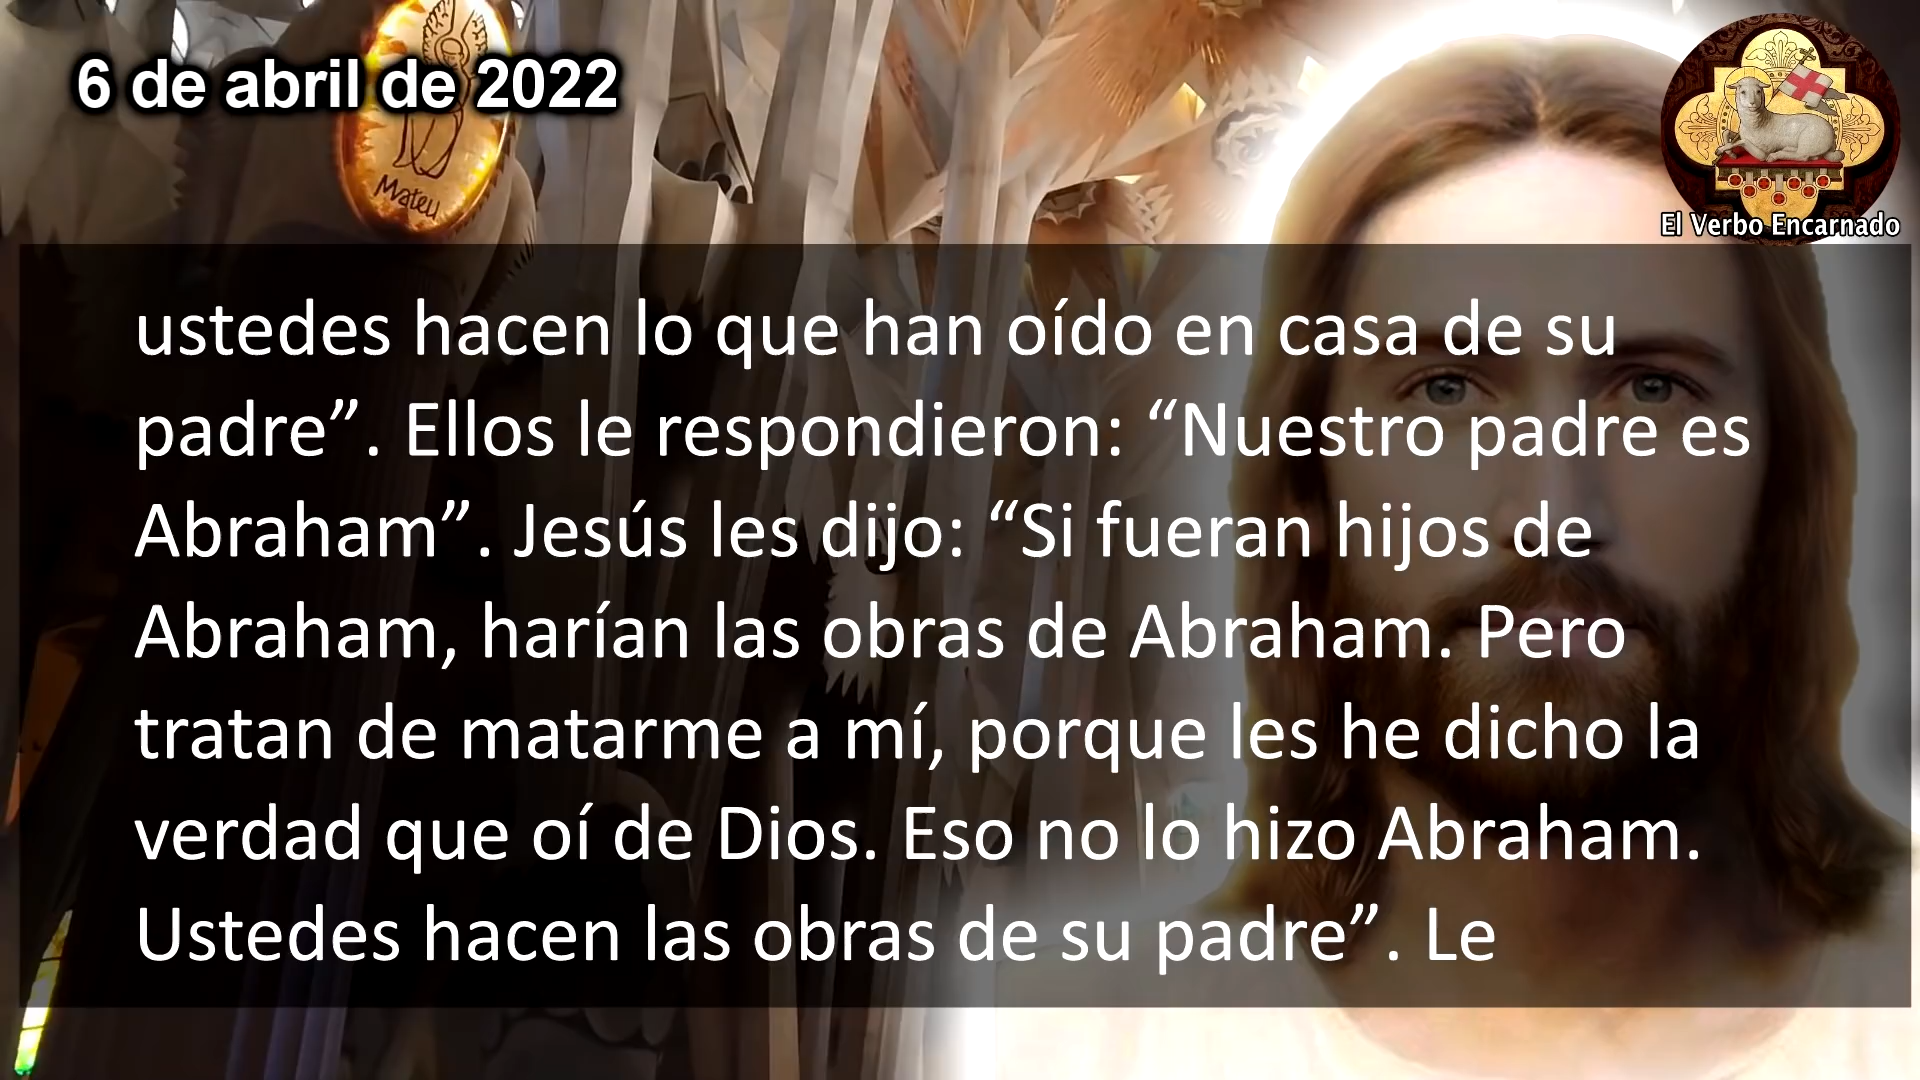 6 de abril de 2022
Mateu
El Verbo Encarnado
ustedes hacen lo que han oído en casa de su
padre”. Ellos le respondieron: “Nuestro padre es
Abraham”. Jesús les dijo: “Si fueran hijos de
Abraham, harían las obras de Abraham. Pero
tratan de matarme a mí, porque les he dicho la
verdad que oí de Dios. Eso no lo hizo Abraham.
Ustedes hacen las obras de su padre”. Le